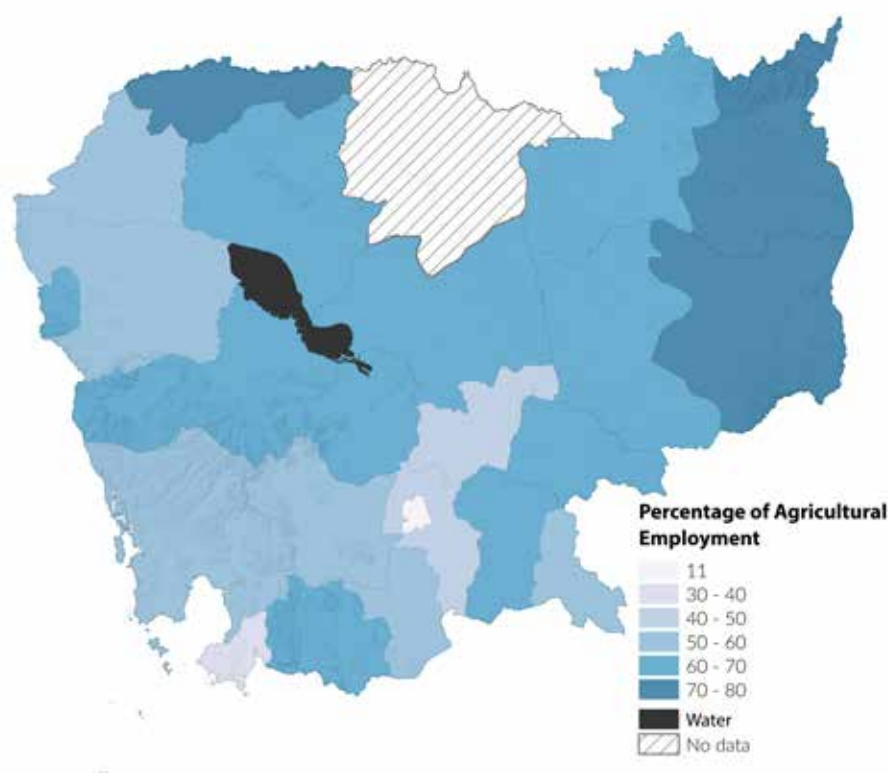 Percentage of Agricultural
Employment
11
30 - 40
40 - 50
50 - 60
60 - 70
70 - 80
Water
No data